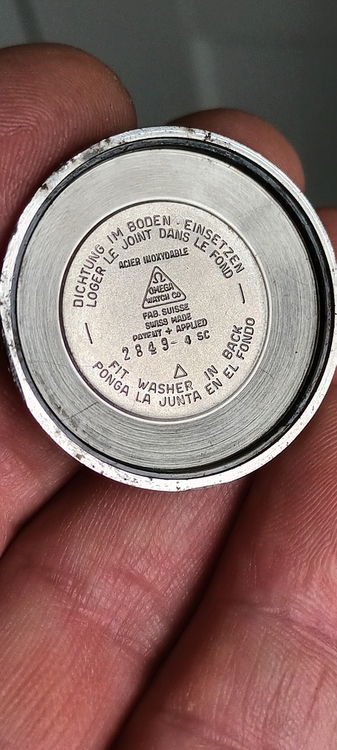 DICHTUNG IM BODEN - EINSETZEN
LOGER LE JOINT DANS LE FOND
ACIER INOXYDABLE
Ω
OMEGA
WATCH CO
FAB. SUISSE
SWISS MADE
PATENT + APPLIED
2849-4 SC
FIT WASHER IN BACK
PONGA LA JUNTA EN EL FONDO